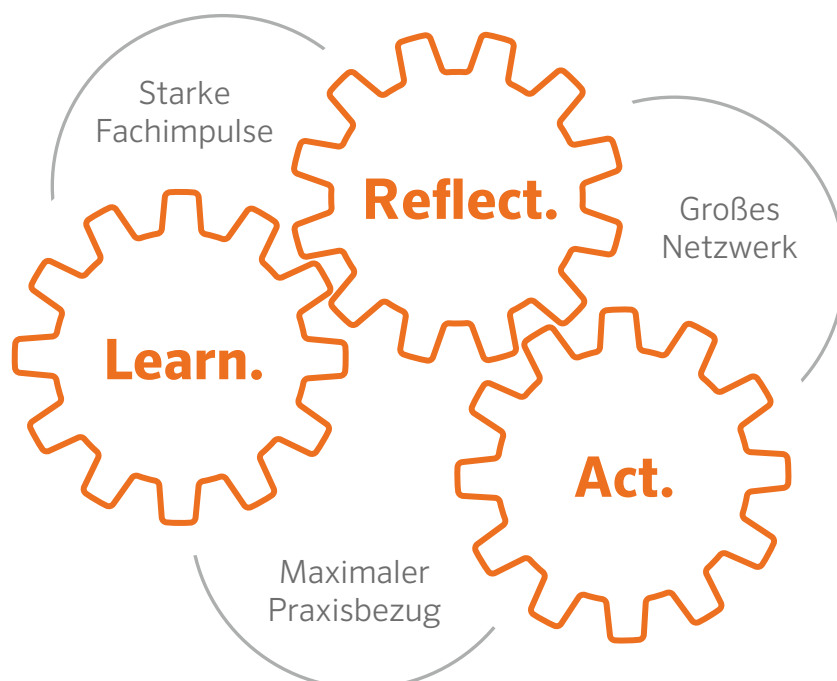 Starke
Fachimpulse
Reflect.
Großes
Netzwerk
Learn.
Act.
Maximaler
Praxisbezug